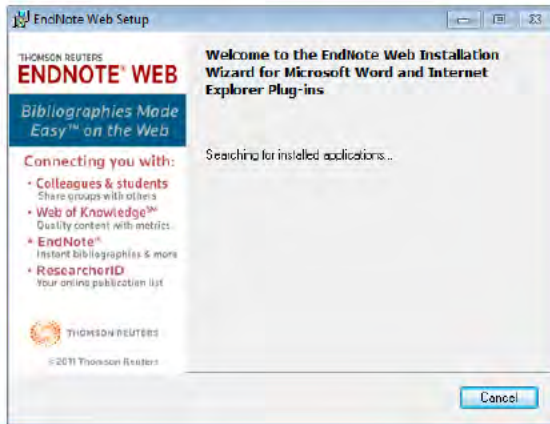 EndNote Web Setup
THOMSON REUTERS
ENDNOTE® WEB
Bibliographies Made
Easy™ on the Web
Connecting you with:
• Colleagues & students
Share groups with others
• Web of Knowledge℠
Quality content with metrics
• EndNote®
Instant bibliographies & more
• ResearcherID
Your online publication list
THOMSON REUTERS
© 2011 Thomson Reuters
Welcome to the EndNote Web Installation
Wizard for Microsoft Word and Internet
Explorer Plug-ins
Searching for installed applications...
Cancel